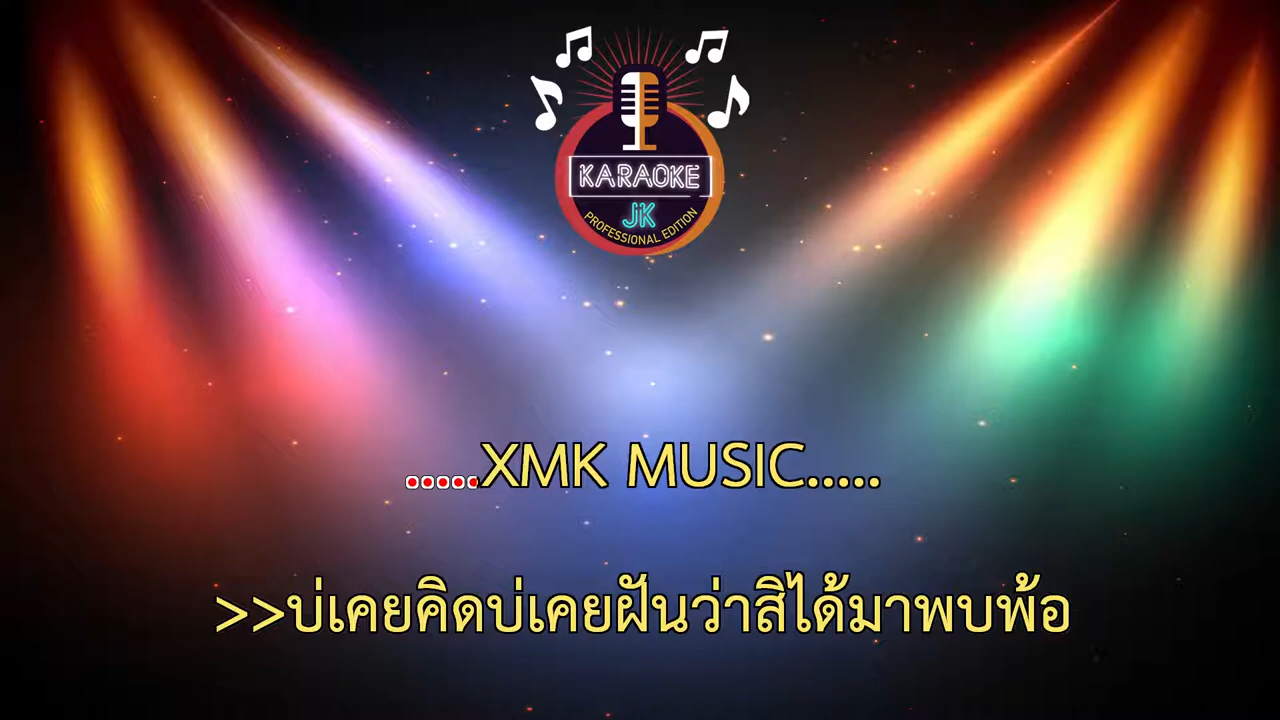 KARAOKE
JK
PROFESSIONAL EDITION
.....XMK MUSIC.....
>>บ่เคยคิดบ่เคยฝันว่าสิได้มาพบพ้อ